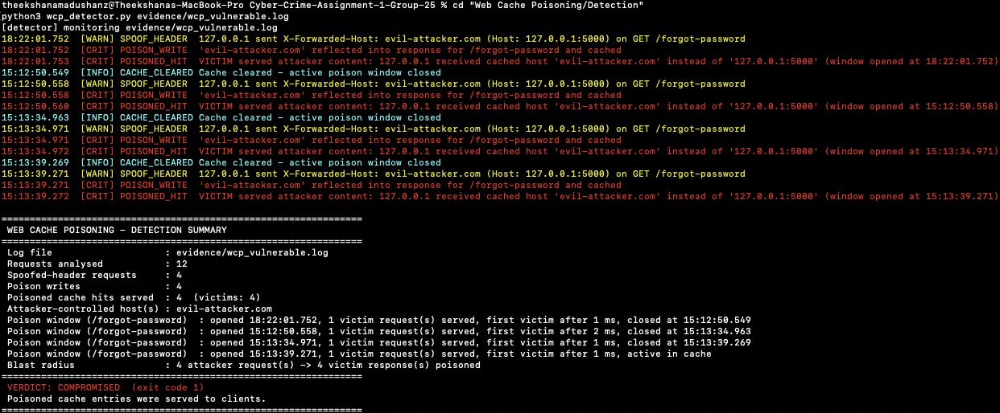 theekshanamadushanz@Theekshanas-MacBook-Pro Cyber-Crime-Assignment-1-Group-25 % cd "Web Cache Poisoning/Detection"
python3 wcp_detector.py evidence/wcp_vulnerable.log
[detector] monitoring evidence/wcp_vulnerable.log
18:22:01.752  [WARN] SPOOF_HEADER  127.0.0.1 sent X-Forwarded-Host: evil-attacker.com (Host: 127.0.0.1:5000) on GET /forgot-password
18:22:01.752  [CRIT] POISON_WRITE  'evil-attacker.com' reflected into response for /forgot-password and cached
18:22:01.753  [CRIT] POISONED_HIT  VICTIM served attacker content: 127.0.0.1 received cached host 'evil-attacker.com' instead of '127.0.0.1:5000' (window opened at 18:22:01.752)
15:12:50.549  [INFO] CACHE_CLEARED Cache cleared – active poison window closed
15:12:50.558  [WARN] SPOOF_HEADER  127.0.0.1 sent X-Forwarded-Host: evil-attacker.com (Host: 127.0.0.1:5000) on GET /forgot-password
15:12:50.558  [CRIT] POISON_WRITE  'evil-attacker.com' reflected into response for /forgot-password and cached
15:12:50.560  [CRIT] POISONED_HIT  VICTIM served attacker content: 127.0.0.1 received cached host 'evil-attacker.com' instead of '127.0.0.1:5000' (window opened at 15:12:50.558)
15:13:34.963  [INFO] CACHE_CLEARED Cache cleared – active poison window closed
15:13:34.971  [WARN] SPOOF_HEADER  127.0.0.1 sent X-Forwarded-Host: evil-attacker.com (Host: 127.0.0.1:5000) on GET /forgot-password
15:13:34.971  [CRIT] POISON_WRITE  'evil-attacker.com' reflected into response for /forgot-password and cached
15:13:34.972  [CRIT] POISONED_HIT  VICTIM served attacker content: 127.0.0.1 received cached host 'evil-attacker.com' instead of '127.0.0.1:5000' (window opened at 15:13:34.971)
15:13:39.269  [INFO] CACHE_CLEARED Cache cleared – active poison window closed
15:13:39.271  [WARN] SPOOF_HEADER  127.0.0.1 sent X-Forwarded-Host: evil-attacker.com (Host: 127.0.0.1:5000) on GET /forgot-password
15:13:39.271  [CRIT] POISON_WRITE  'evil-attacker.com' reflected into response for /forgot-password and cached
15:13:39.272  [CRIT] POISONED_HIT  VICTIM served attacker content: 127.0.0.1 received cached host 'evil-attacker.com' instead of '127.0.0.1:5000' (window opened at 15:13:39.271)
================================================================
WEB CACHE POISONING – DETECTION SUMMARY
================================================================
Log file                    : evidence/wcp_vulnerable.log
Requests analysed           : 12
Spoofed-header requests     : 4
Poison writes               : 4
Poisoned cache hits served  : 4  (victims: 4)
Attacker-controlled host(s) : evil-attacker.com
Poison window (/forgot-password)  : opened 18:22:01.752, 1 victim request(s) served, first victim after 1 ms, closed at 15:12:50.549
Poison window (/forgot-password)  : opened 15:12:50.558, 1 victim request(s) served, first victim after 2 ms, closed at 15:13:34.963
Poison window (/forgot-password)  : opened 15:13:34.971, 1 victim request(s) served, first victim after 1 ms, closed at 15:13:39.269
Poison window (/forgot-password)  : opened 15:13:39.271, 1 victim request(s) served, first victim after 1 ms, active in cache
Blast radius                : 4 attacker request(s) -> 4 victim response(s) poisoned
================================================================
VERDICT: COMPROMISED  (exit code 1)
Poisoned cache entries were served to clients.
================================================================